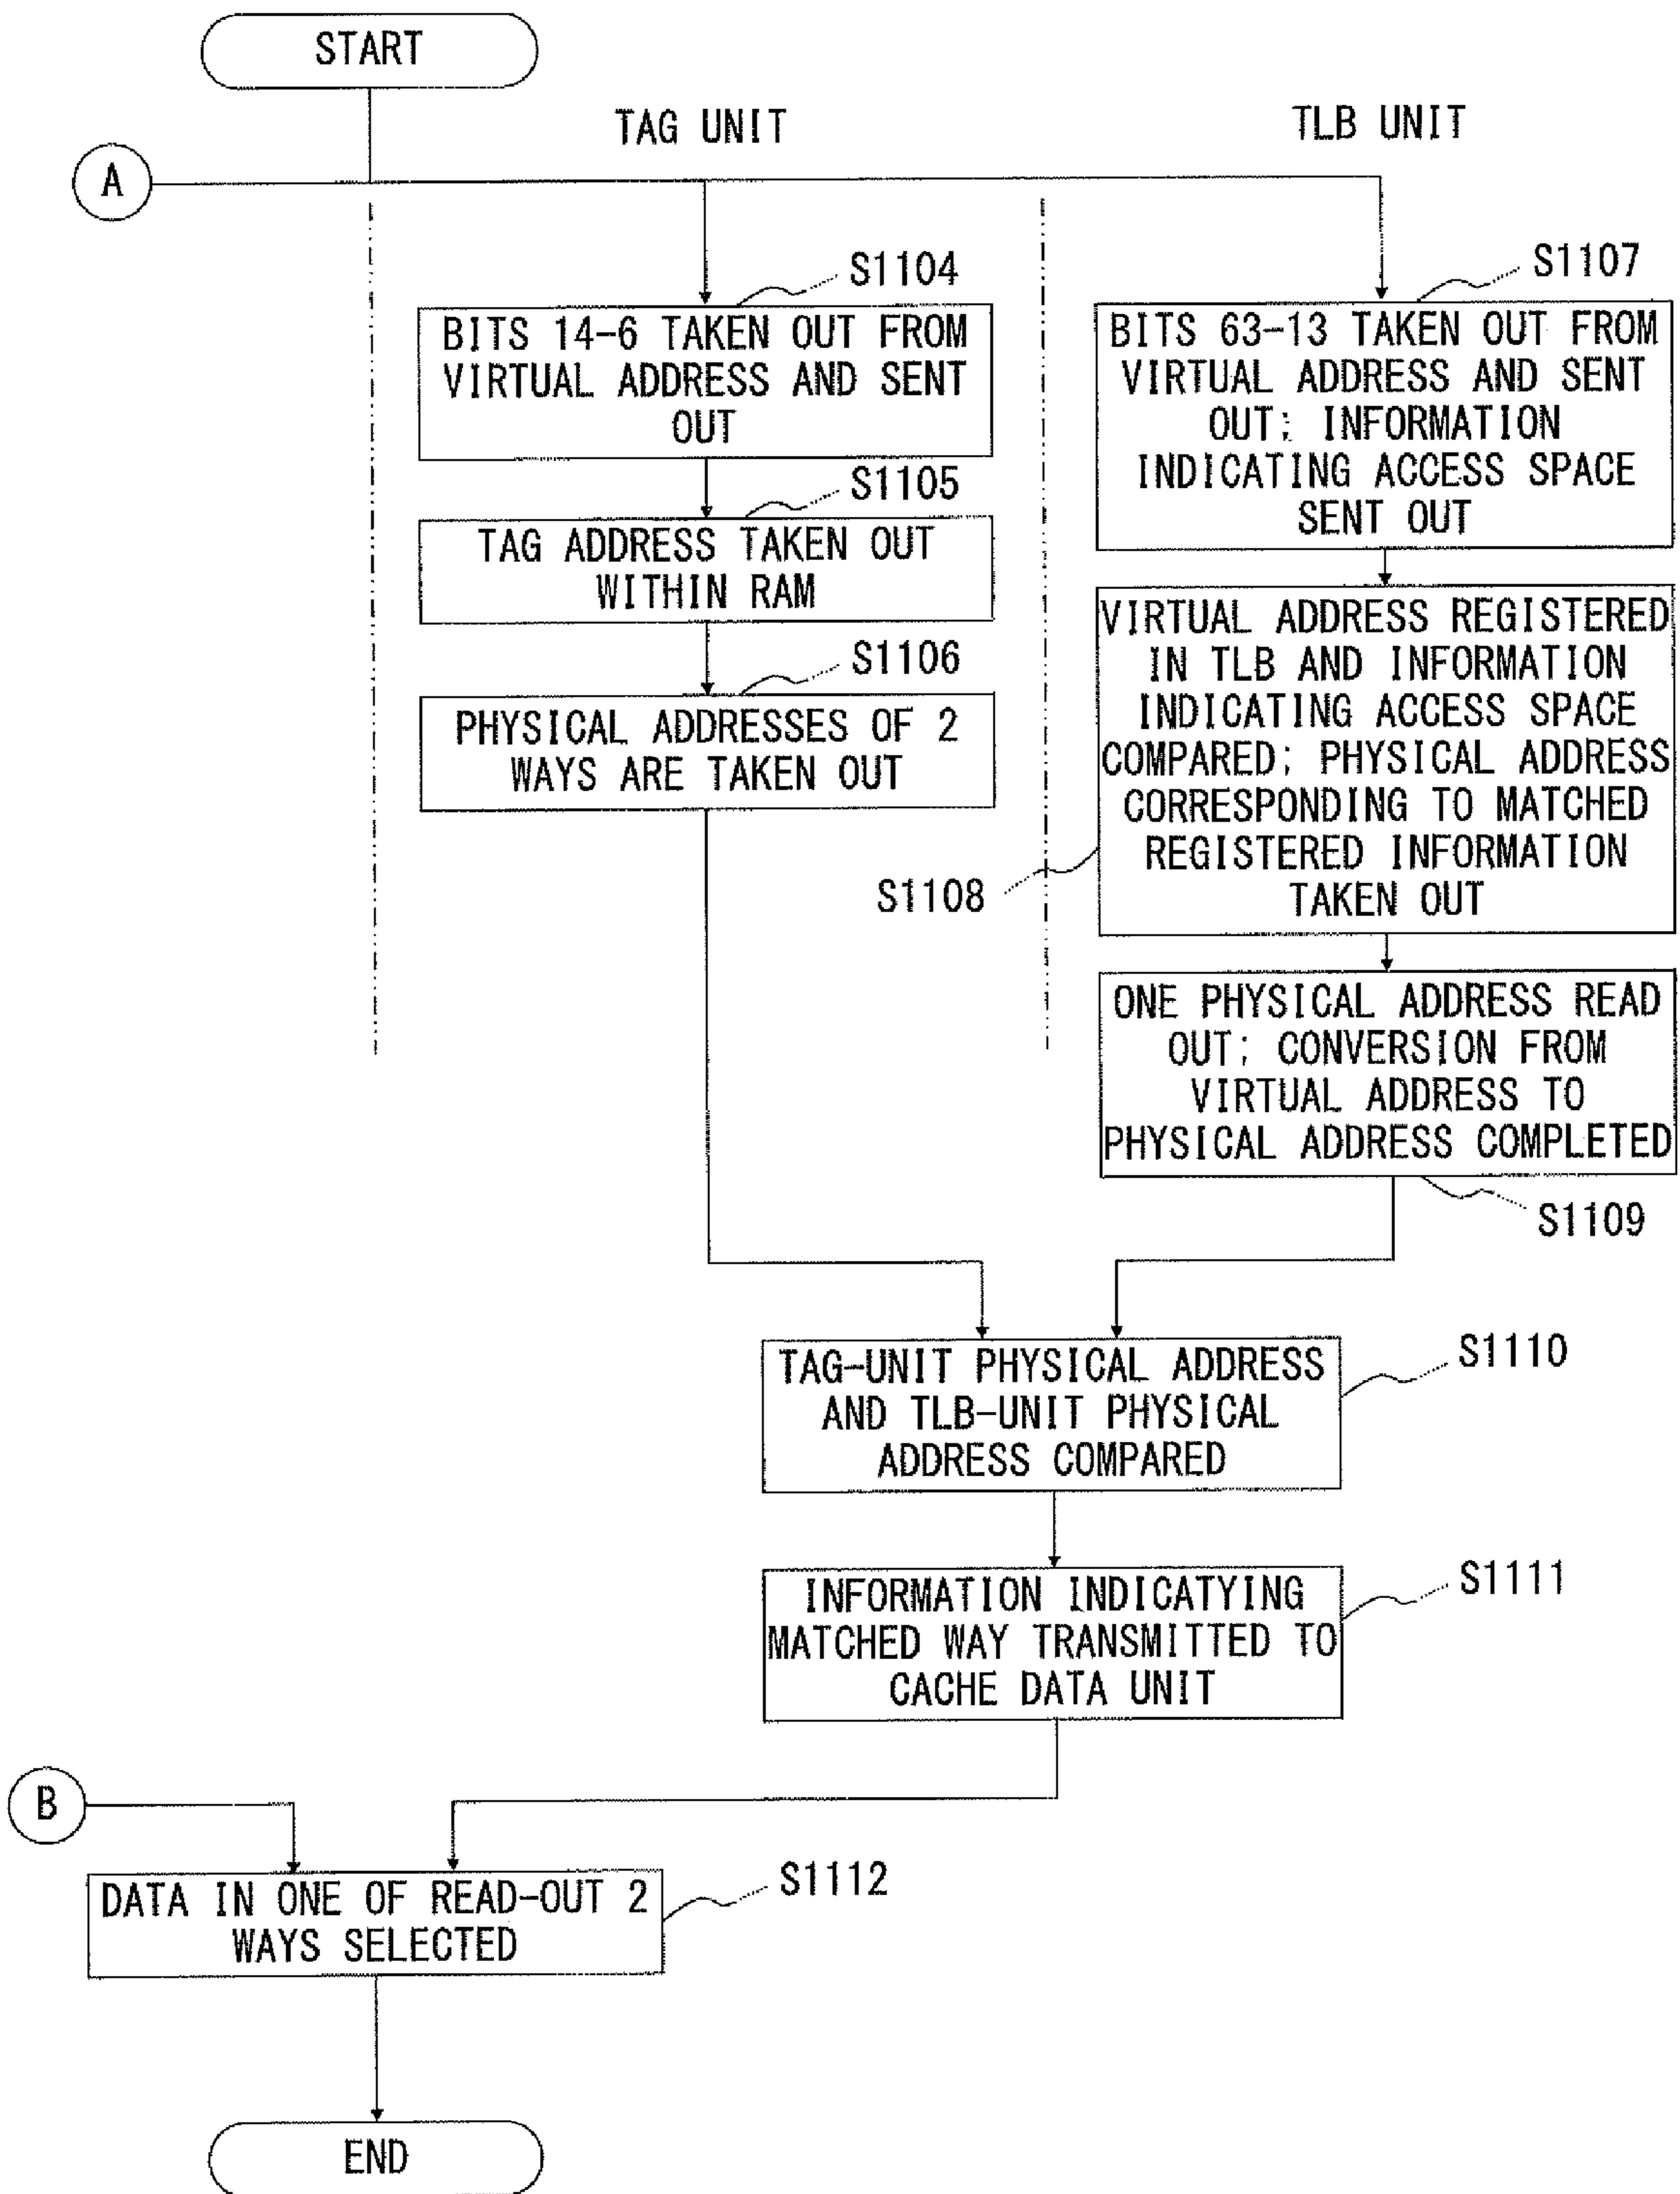 START
TAG UNIT
TLB UNIT
A
S1104
BITS 14-6 TAKEN OUT FROM
VIRTUAL ADDRESS AND SENT
OUT
S1105
TAG ADDRESS TAKEN OUT
WITHIN RAM
S1106
PHYSICAL ADDRESSES OF 2
WAYS ARE TAKEN OUT
S1107
BITS 63-13 TAKEN OUT FROM
VIRTUAL ADDRESS AND SENT
OUT; INFORMATION
INDICATING ACCESS SPACE
SENT OUT
VIRTUAL ADDRESS REGISTERED
IN TLB AND INFORMATION
INDICATING ACCESS SPACE
COMPARED; PHYSICAL ADDRESS
CORRESPONDING TO MATCHED
REGISTERED INFORMATION
TAKEN OUT
S1108
ONE PHYSICAL ADDRESS READ
OUT; CONVERSION FROM
VIRTUAL ADDRESS TO
PHYSICAL ADDRESS COMPLETED
S1109
TAG-UNIT PHYSICAL ADDRESS
AND TLB-UNIT PHYSICAL
ADDRESS COMPARED
S1110
INFORMATION INDICATYING
MATCHED WAY TRANSMITTED TO
CACHE DATA UNIT
S1111
B
DATA IN ONE OF READ-OUT 2
WAYS SELECTED
S1112
END